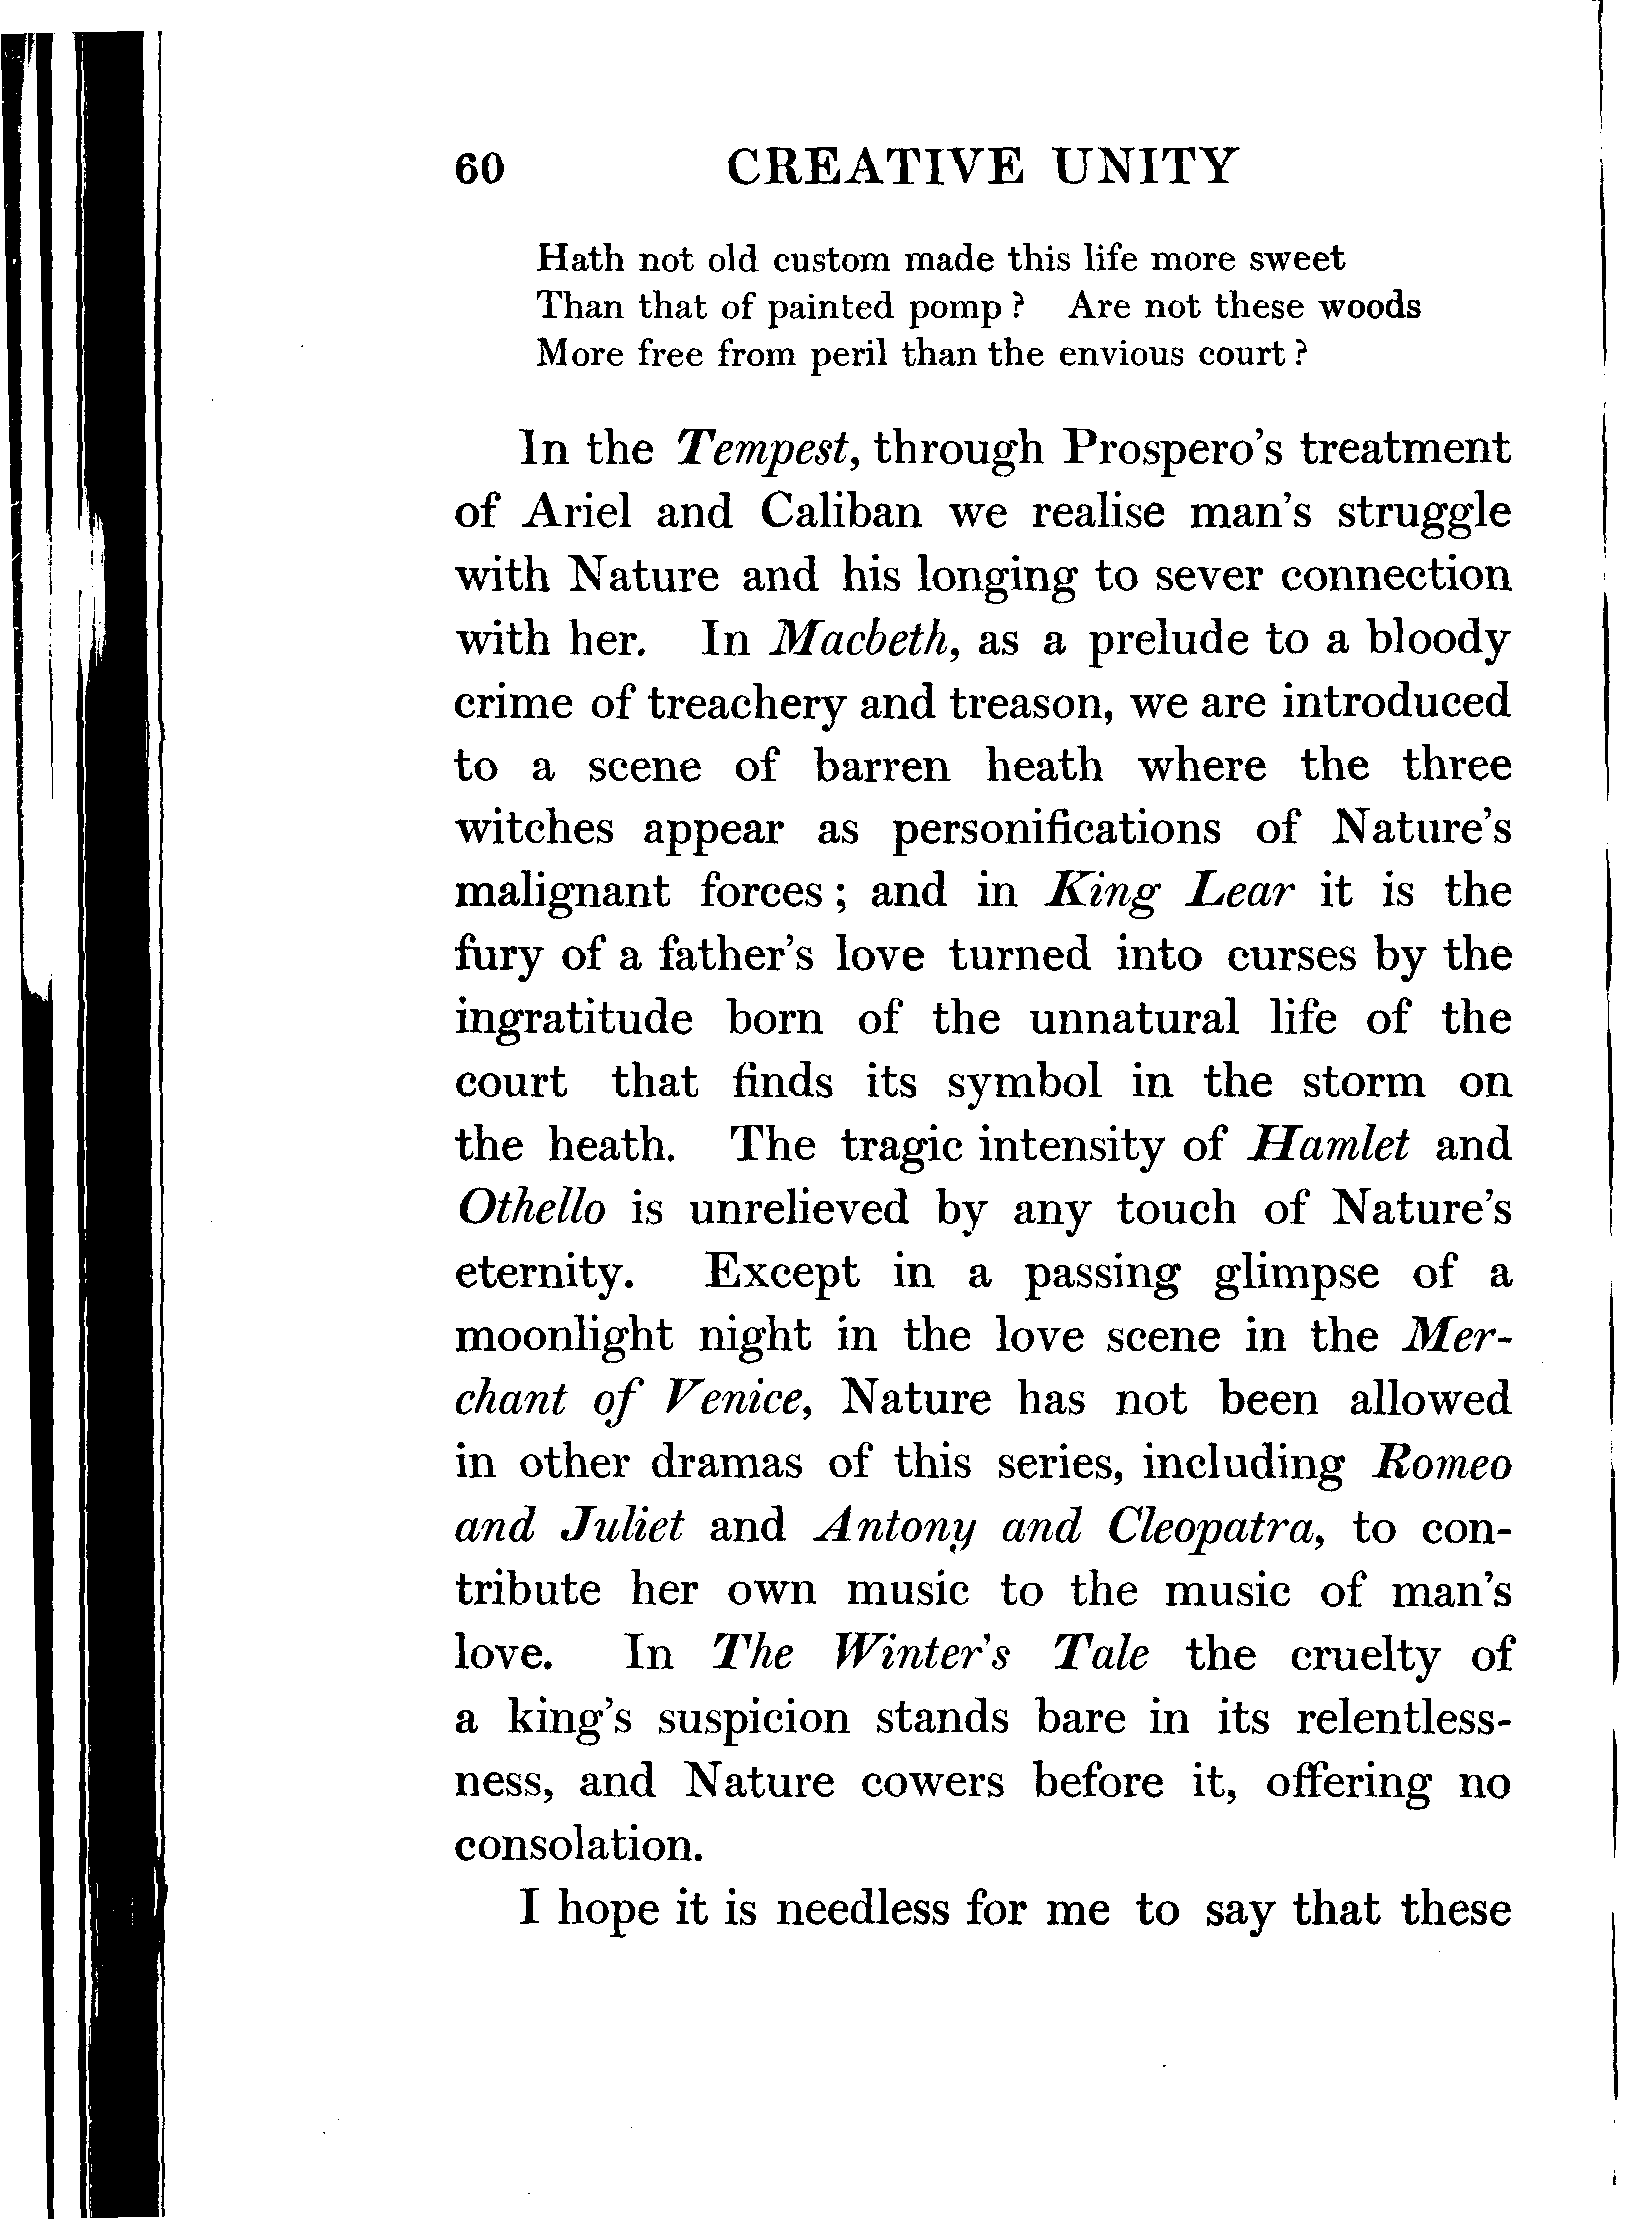 60 CREATIVE UNITY
Hath not old custom made this life more sweet
Than that of painted pomp ? Are not these woods
More free from peril than the envious court ?
In the Tempest, through Prospero's treatment
of Ariel and Caliban we realise man's struggle
with Nature and his longing to sever connection
with her. In Macbeth, as a prelude to a bloody
crime of treachery and treason, we are introduced
to a scene of barren heath where the three
witches appear as personifications of Nature's
malignant forces ; and in King Lear it is the
fury of a father's love turned into curses by the
ingratitude born of the unnatural life of the
court that finds its symbol in the storm on
the heath. The tragic intensity of Hamlet and
Othello is unrelieved by any touch of Nature's
eternity. Except in a passing glimpse of a
moonlight night in the love scene in the Mer-
chant of Venice, Nature has not been allowed
in other dramas of this series, including Romeo
and Juliet and Antony and Cleopatra, to con-
tribute her own music to the music of man's
love. In The Winter's Tale the cruelty of
a king's suspicion stands bare in its relentless-
ness, and Nature cowers before it, offering no
consolation.
I hope it is needless for me to say that these